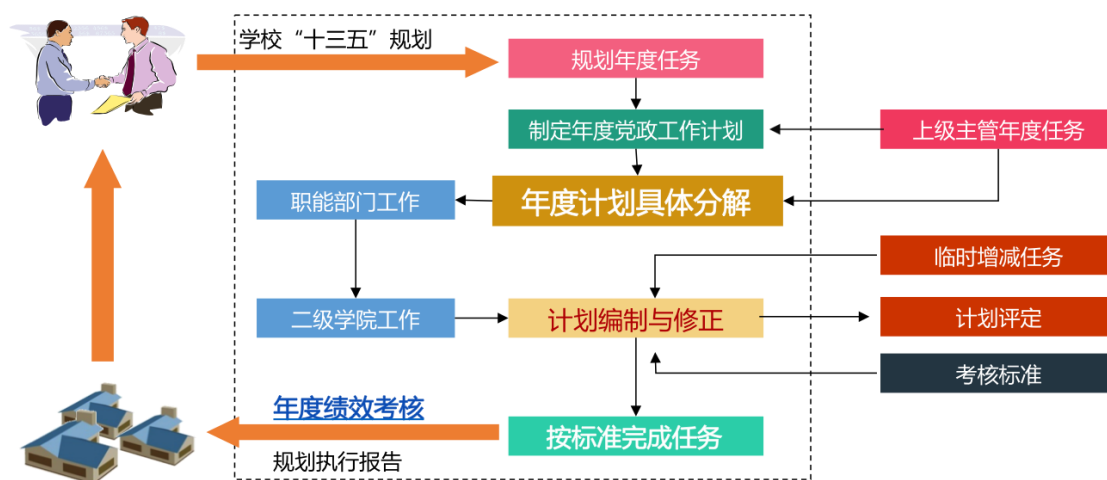 学校“十三五”规划
规划年度任务
制定年度党政工作计划
上级主管年度任务
职能部门工作
年度计划具体分解
临时增减任务
二级学院工作
计划编制与修正
计划评定
考核标准
年度绩效考核
按标准完成任务
规划执行报告